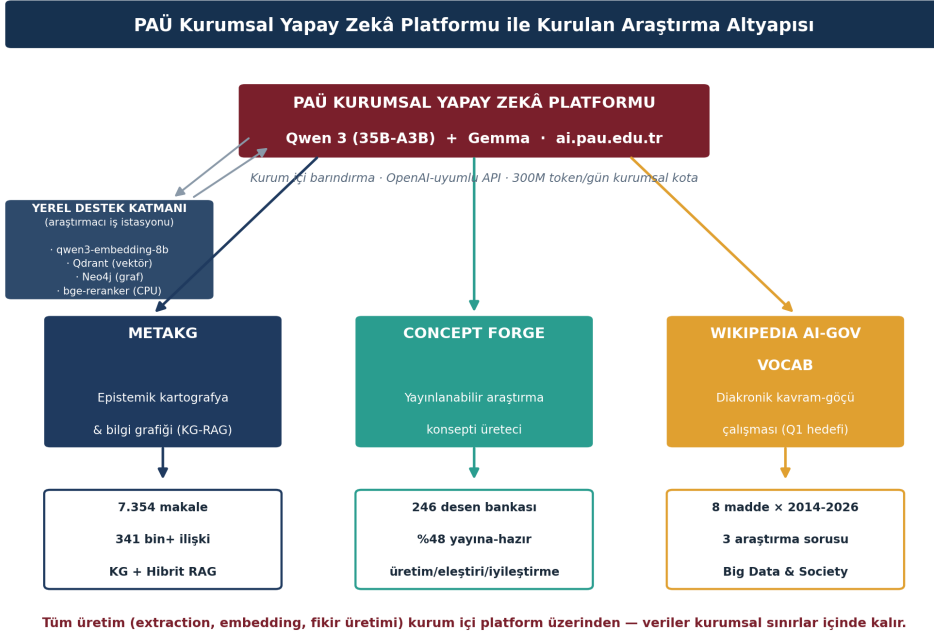 PAÜ Kurumsal Yapay Zekâ Platformu ile Kurulan Araştırma Altyapısı
PAÜ KURUMSAL YAPAY ZEKÂ PLATFORMU
Qwen 3 (35B-A3B) + Gemma · ai.pau.edu.tr
Kurum içi barındırma · OpenAI-uyumlu API · 300M token/gün kurumsal kota
YEREL DESTEK KATMANI
(araştırmacı iş istasyonu)
· qwen3-embedding-8b
· Qdrant (vektör)
· Neo4j (graf)
· bge-reranker (CPU)
METAKG
Epistemik kartografya
& bilgi grafiği (KG-RAG)
CONCEPT FORGE
Yayınlanabilir araştırma
konsepti üreteci
WIKIPEDIA AI-GOV
VOCAB
Diakronik kavram-göçü
çalışması (Q1 hedefi)
7.354 makale
341 bin+ ilişki
KG + Hibrit RAG
246 desen bankası
%48 yayına-hazır
üretim/eleştiri/iyileştirme
8 madde × 2014-2026
3 araştırma sorusu
Big Data & Society
Tüm üretim (extraction, embedding, fikir üretimi) kurum içi platform üzerinden — veriler kurumsal sınırlar içinde kalır.